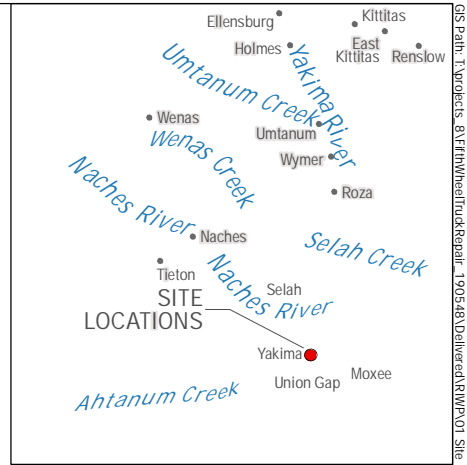 Ellensburg
Kittitas
Holmes
East
Kittitas
Renslow
Yakima River
Umtanum Creek
Wenas
Umtanum
Wenas Creek
Wymer
Naches River
Roza
Naches
Selah Creek
Tieton
Naches River
Selah
SITE
LOCATIONS
Yakima
Moxee
Union Gap
Ahtanum Creek
GIS Path: T:\projects_8\FifthWheelTruckRepair_190548\Delivered\RIWP\01 Site